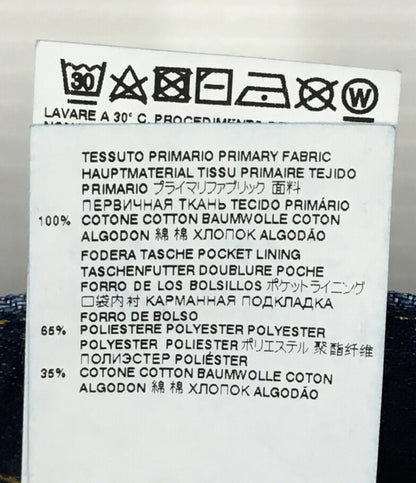 30 W
LAVARE A 30° C. PROCEDIMENTO
TESSUTO PRIMARIO PRIMARY FABRIC
HAUPTMATERIAL TISSU PRIMAIRE TEJIDO
PRIMARIO プライマリファブリック 面料
ПЕРВИЧНАЯ ТКАНЬ TECIDO PRIMÁRIO
100% COTONE COTTON BAUMWOLLE COTON
ALGODON 綿 棉 ХЛОПОК ALGODÃO
FODERA TASCHE POCKET LINING
TASCHENFUTTER DOUBLURE POCHE
FORRO DE LOS BOLSILLOS ポケットライニング
口袋内衬 КАРМАННАЯ ПОДКЛАДКА
FORRO DE BOLSO
65% POLIESTERE POLYESTER POLYESTER
POLYESTER POLIESTER ポリエステル 聚酯纤维
ПОЛИЭСТЕР POLIÉSTER
35% COTONE COTTON BAUMWOLLE COTON
ALGODON 綿 棉 ХЛОПОК ALGODÃO